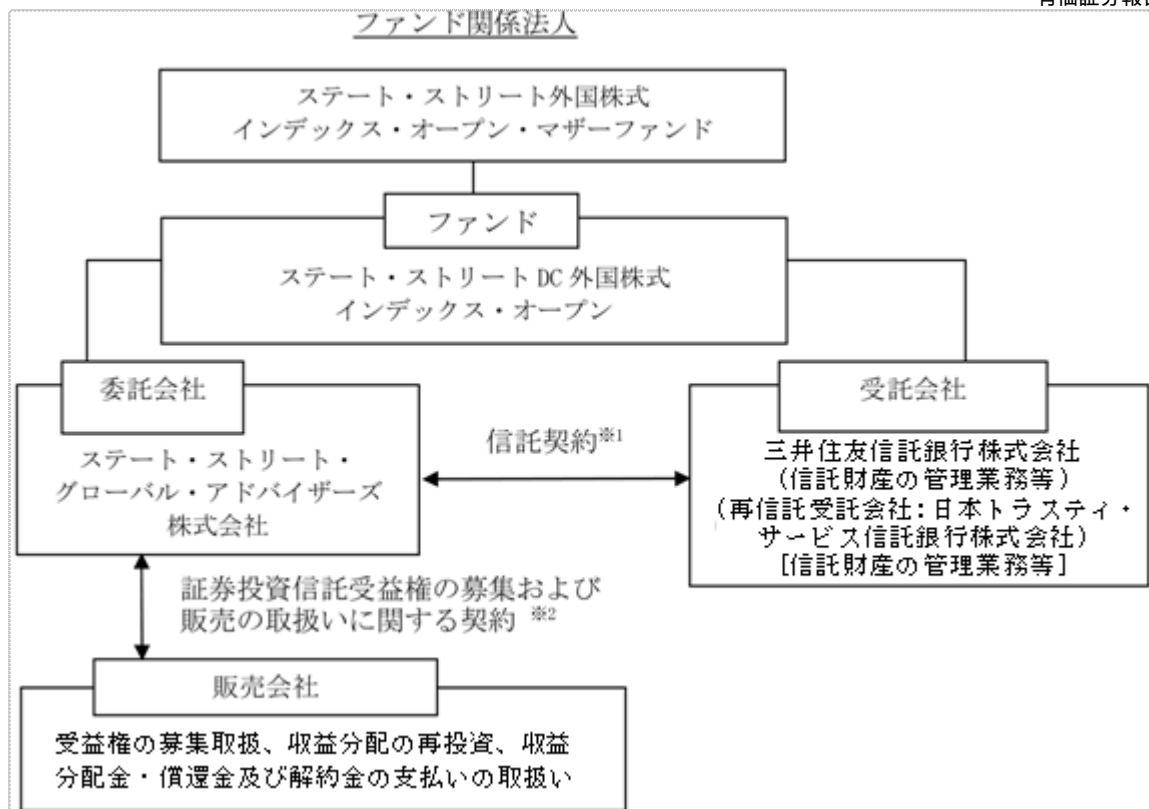 ファンド関係法人
ステート・ストリート外国株式
インデックス・オープン・マザーファンド
ファンド
ステート・ストリート DC 外国株式
インデックス・オープン
委託会社
ステート・ストリート・
グローバル・アドバイザーズ
株式会社
信託契約※1
受託会社
三井住友信託銀行株式会社
(信託財産の管理業務等)
(再信託受託会社:日本トラスティ・
サービス信託銀行株式会社)
[信託財産の管理業務等]
証券投資信託受益権の募集および
販売の取扱いに関する契約 ※2
販売会社
受益権の募集取扱、収益分配の再投資、収益
分配金・償還金及び解約金の支払いの取扱い